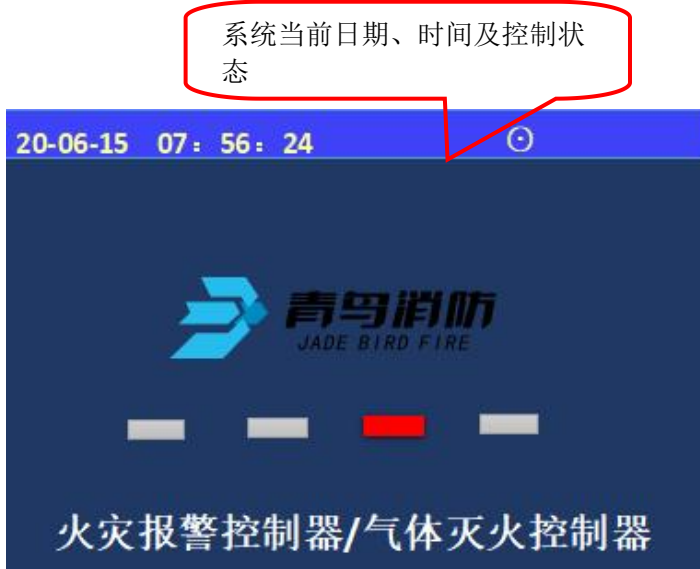 系统当前日期、时间及控制状
态
20-06-15 07：56：24
青鸟消防
JADE BIRD FIRE
火灾报警控制器/气体灭火控制器